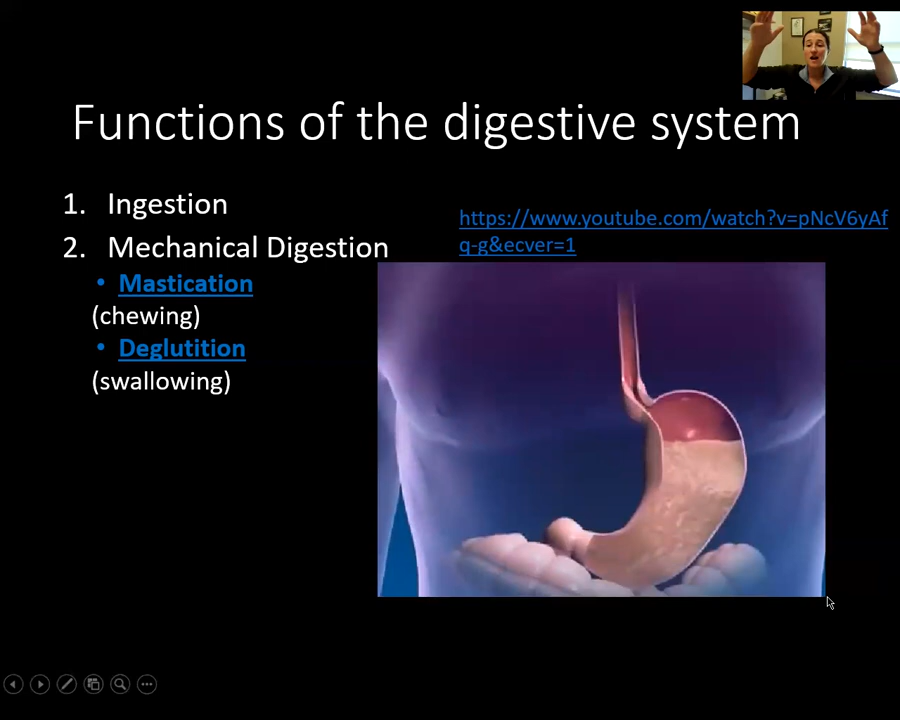 Functions of the digestive system
1. Ingestion
2. Mechanical Digestion
• Mastication
(chewing)
• Deglutition
(swallowing)
https://www.youtube.com/watch?v=pNcV6yAf
q-g&ecver=1